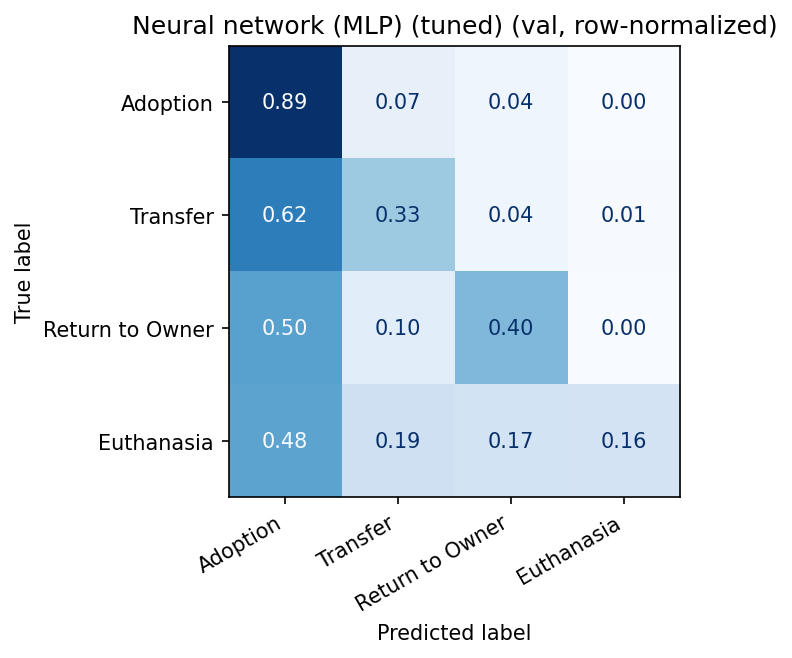 Neural network (MLP) (tuned) (val, row-normalized)
True label
Adoption 0.89 0.07 0.04 0.00
Transfer 0.62 0.33 0.04 0.01
Return to Owner 0.50 0.10 0.40 0.00
Euthanasia 0.48 0.19 0.17 0.16
Adoption Transfer Return to Owner Euthanasia
Predicted label